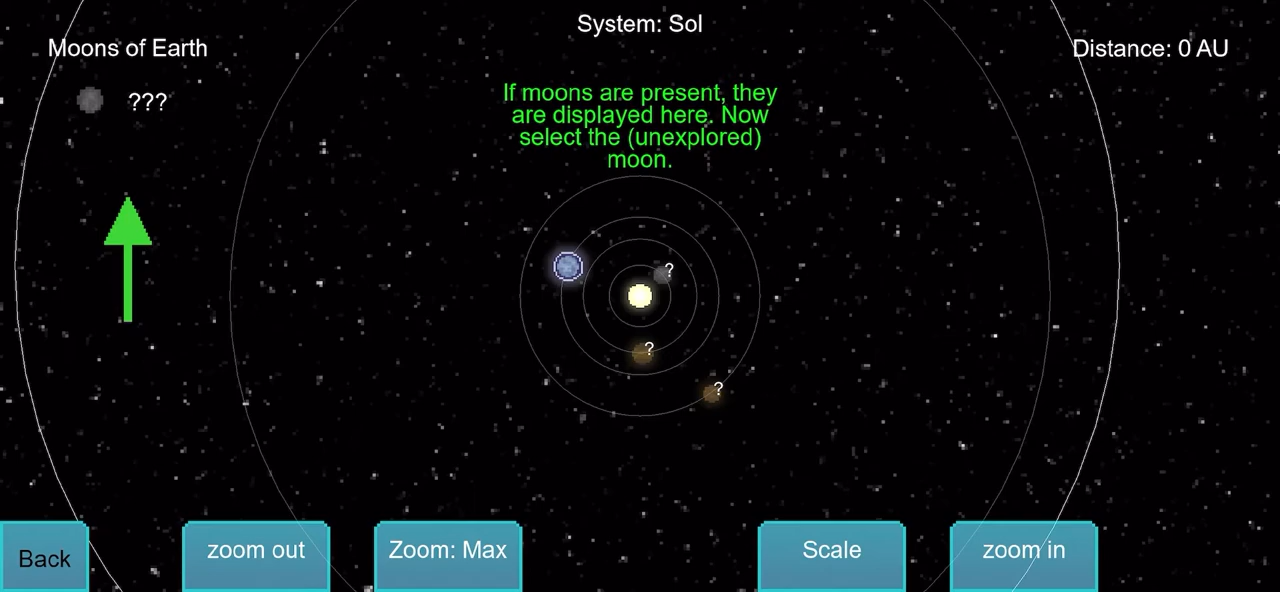 System: Sol
Moons of Earth
Distance: 0 AU
???
If moons are present, they
are displayed here. Now
select the (unexplored)
moon.
?
?
?
Back
zoom out
Zoom: Max
Scale
zoom in